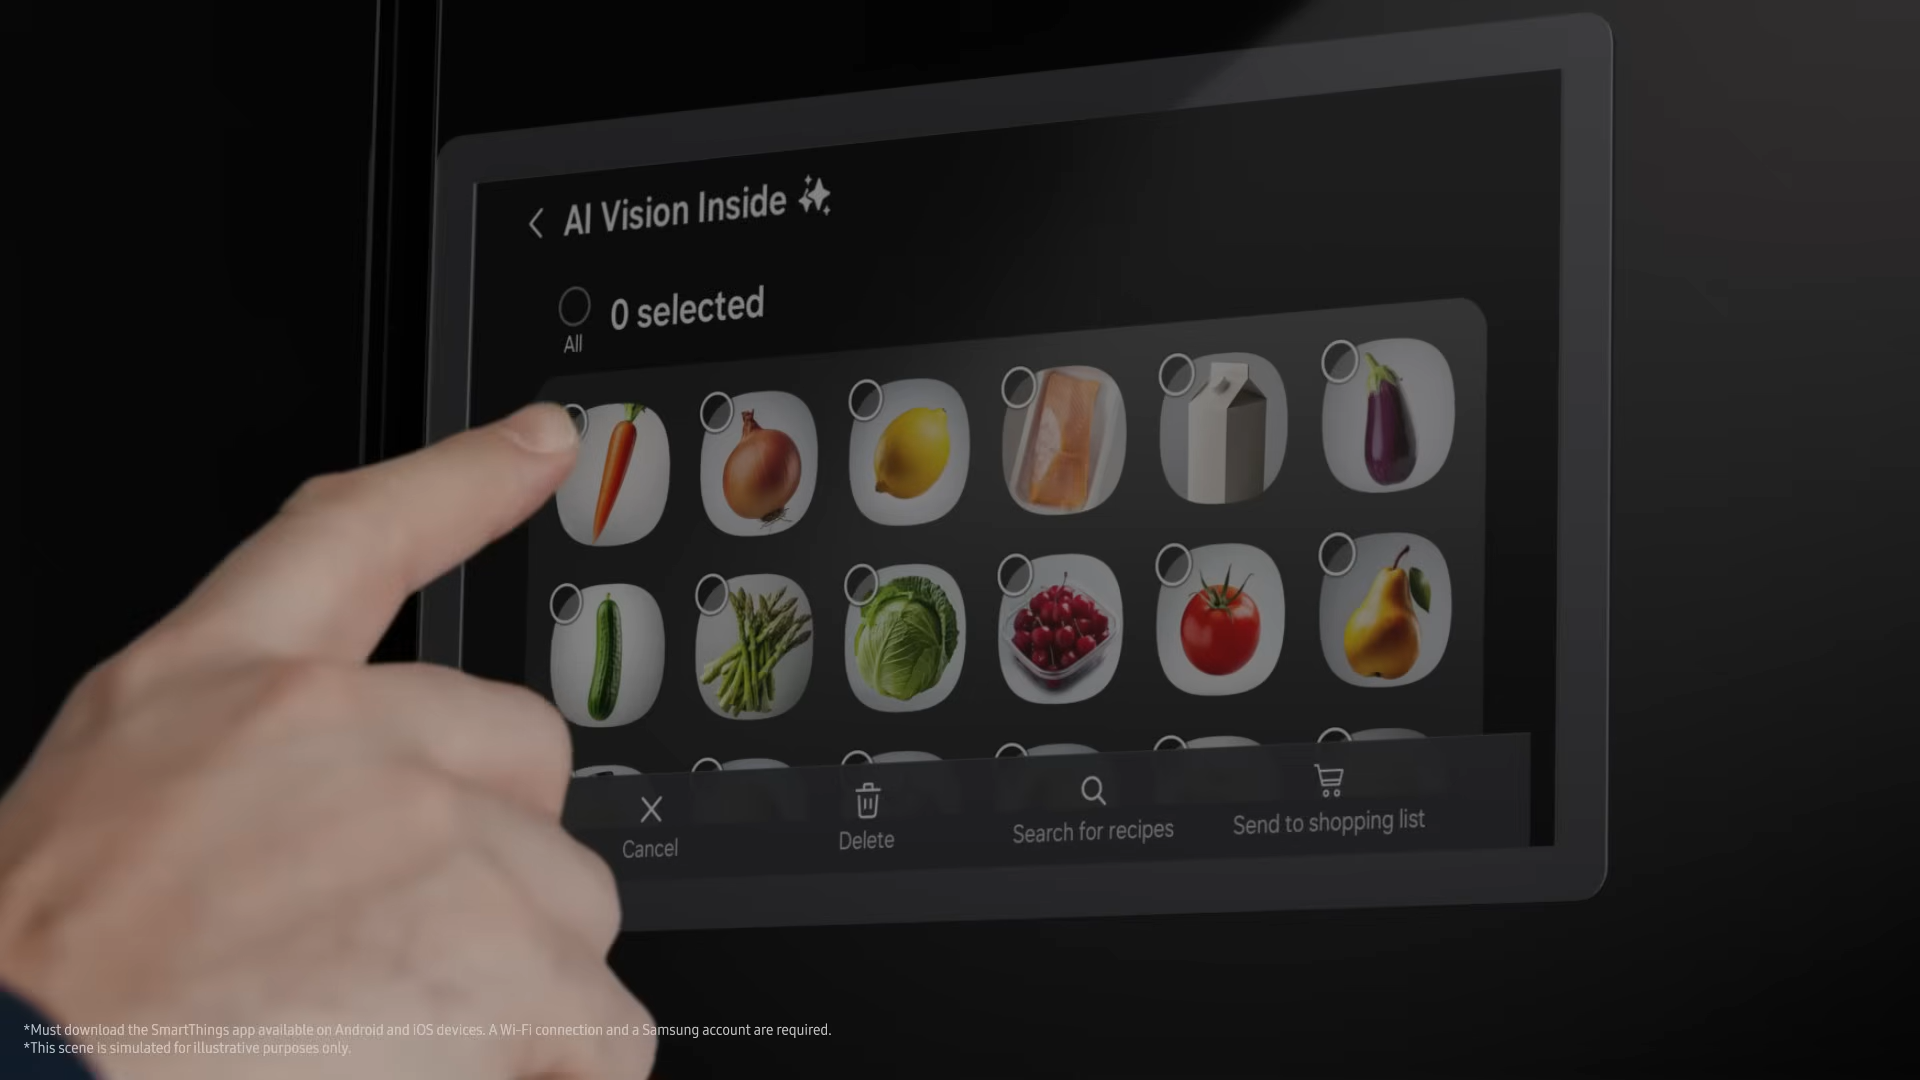 AI Vision Inside
0 selected
All
Cancel
Delete
Search for recipes
Send to shopping list
*Must download the SmartThings app available on Android and iOS devices. A Wi-Fi connection and a Samsung account are required.
*This scene is simulated for illustrative purposes only.